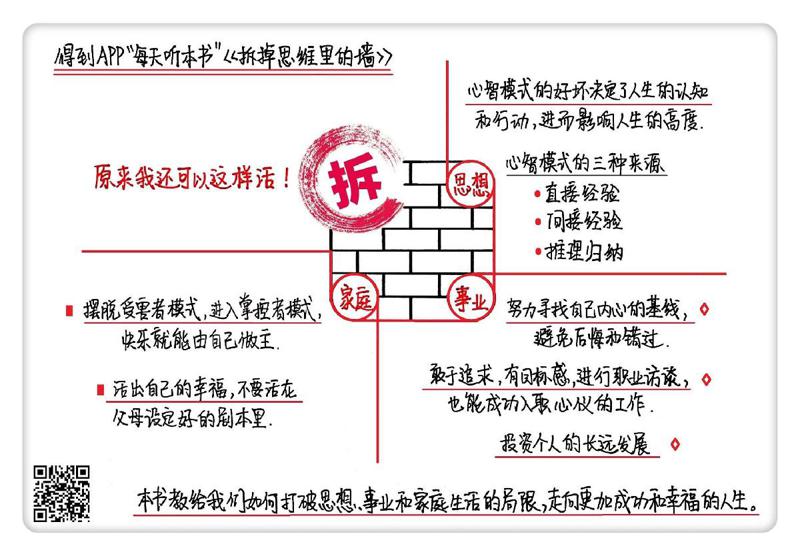 得到APP“每天听本书”《拆掉思维里的墙》
原来我还可以这样活！
拆
思想
心智模式的好坏决定了人生的认知
和行动，进而影响人生的高度.
心智模式的三种来源
•直接经验
•间接经验
•推理归纳
家庭
摆脱受害者模式，进入掌握者模式，
快乐就能由自己做主.
活出自己的幸福，不要活在
父母设定好的剧本里.
事业
努力寻找自己内心的基线，
避免后悔和错过.
敢于追求，有目标感，进行职业访谈，
也能成功入职心仪的工作.
投资个人的长远发展
本书教给我们如何打破思想、事业和家庭生活的局限，走向更加成功和幸福的人生。